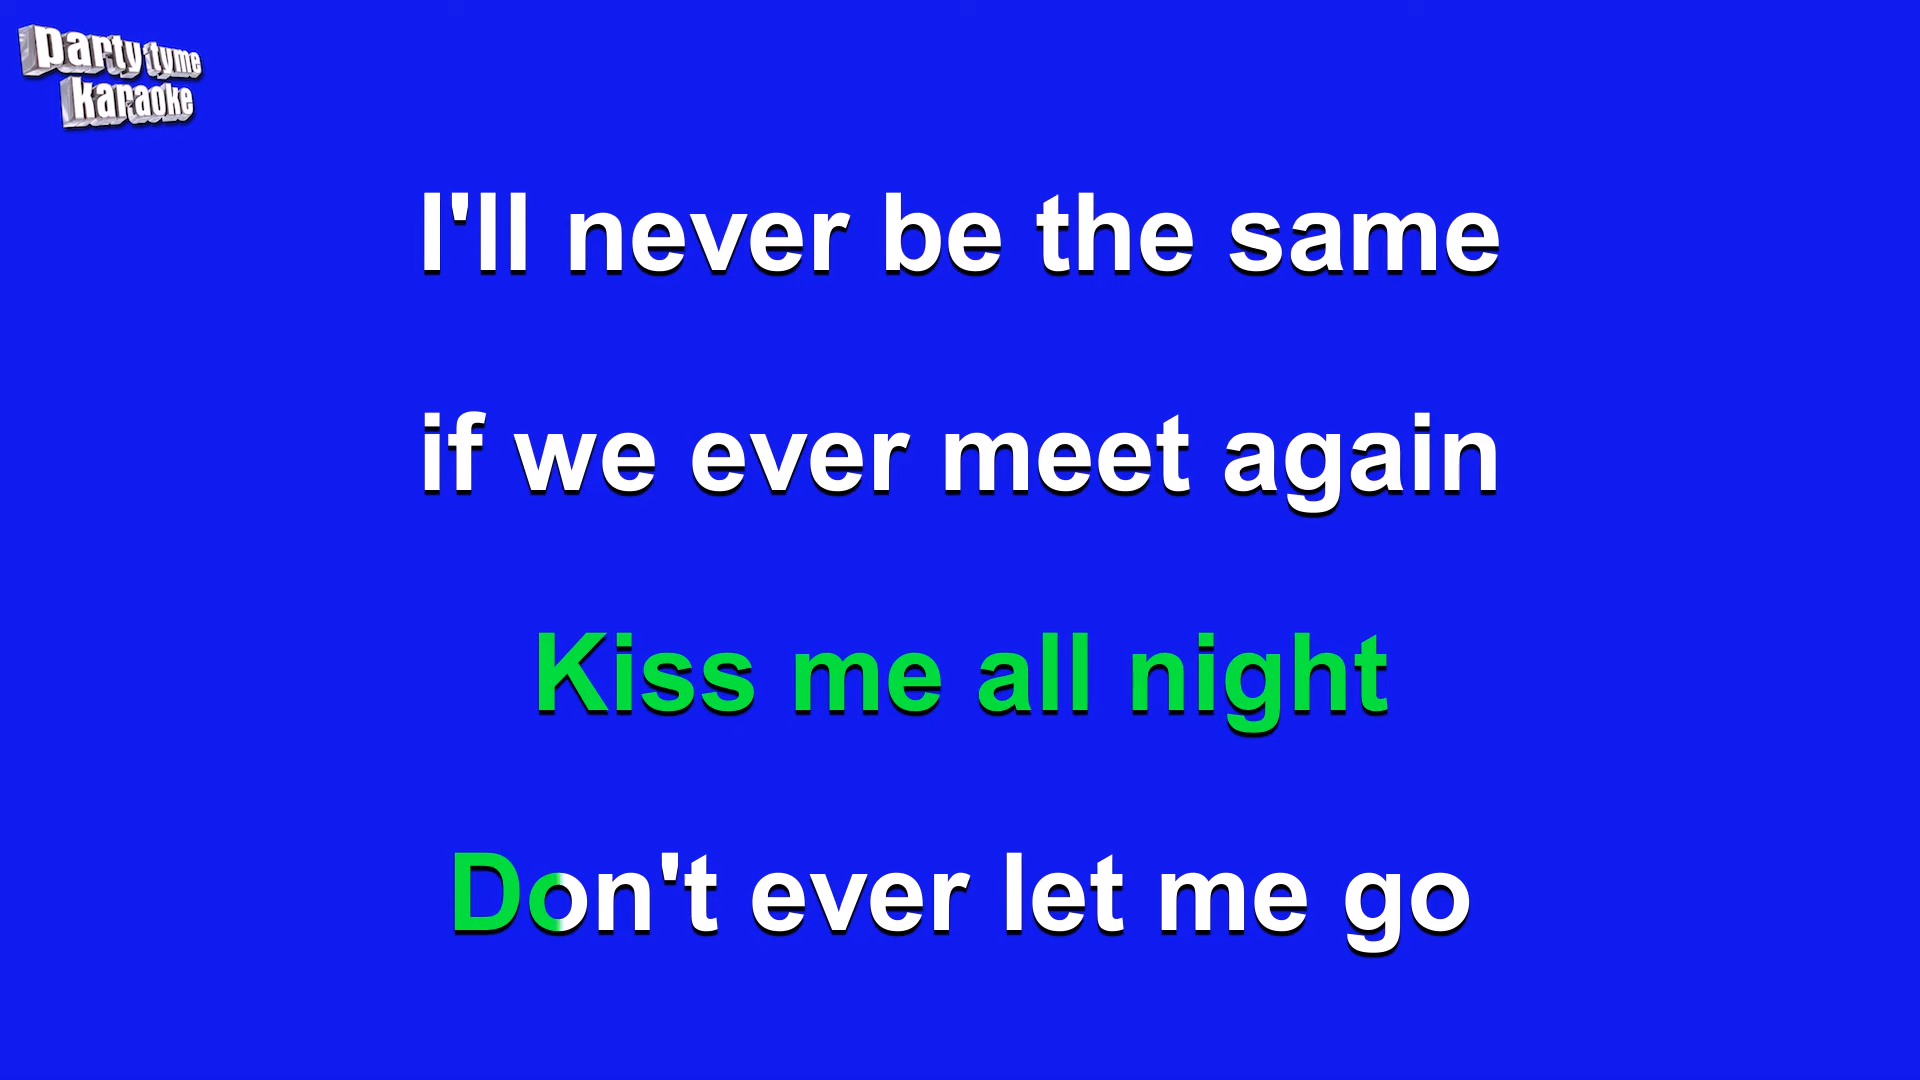 party tyme
karaoke
I'll never be the same
if we ever meet again
Kiss me all night
Don't ever let me go